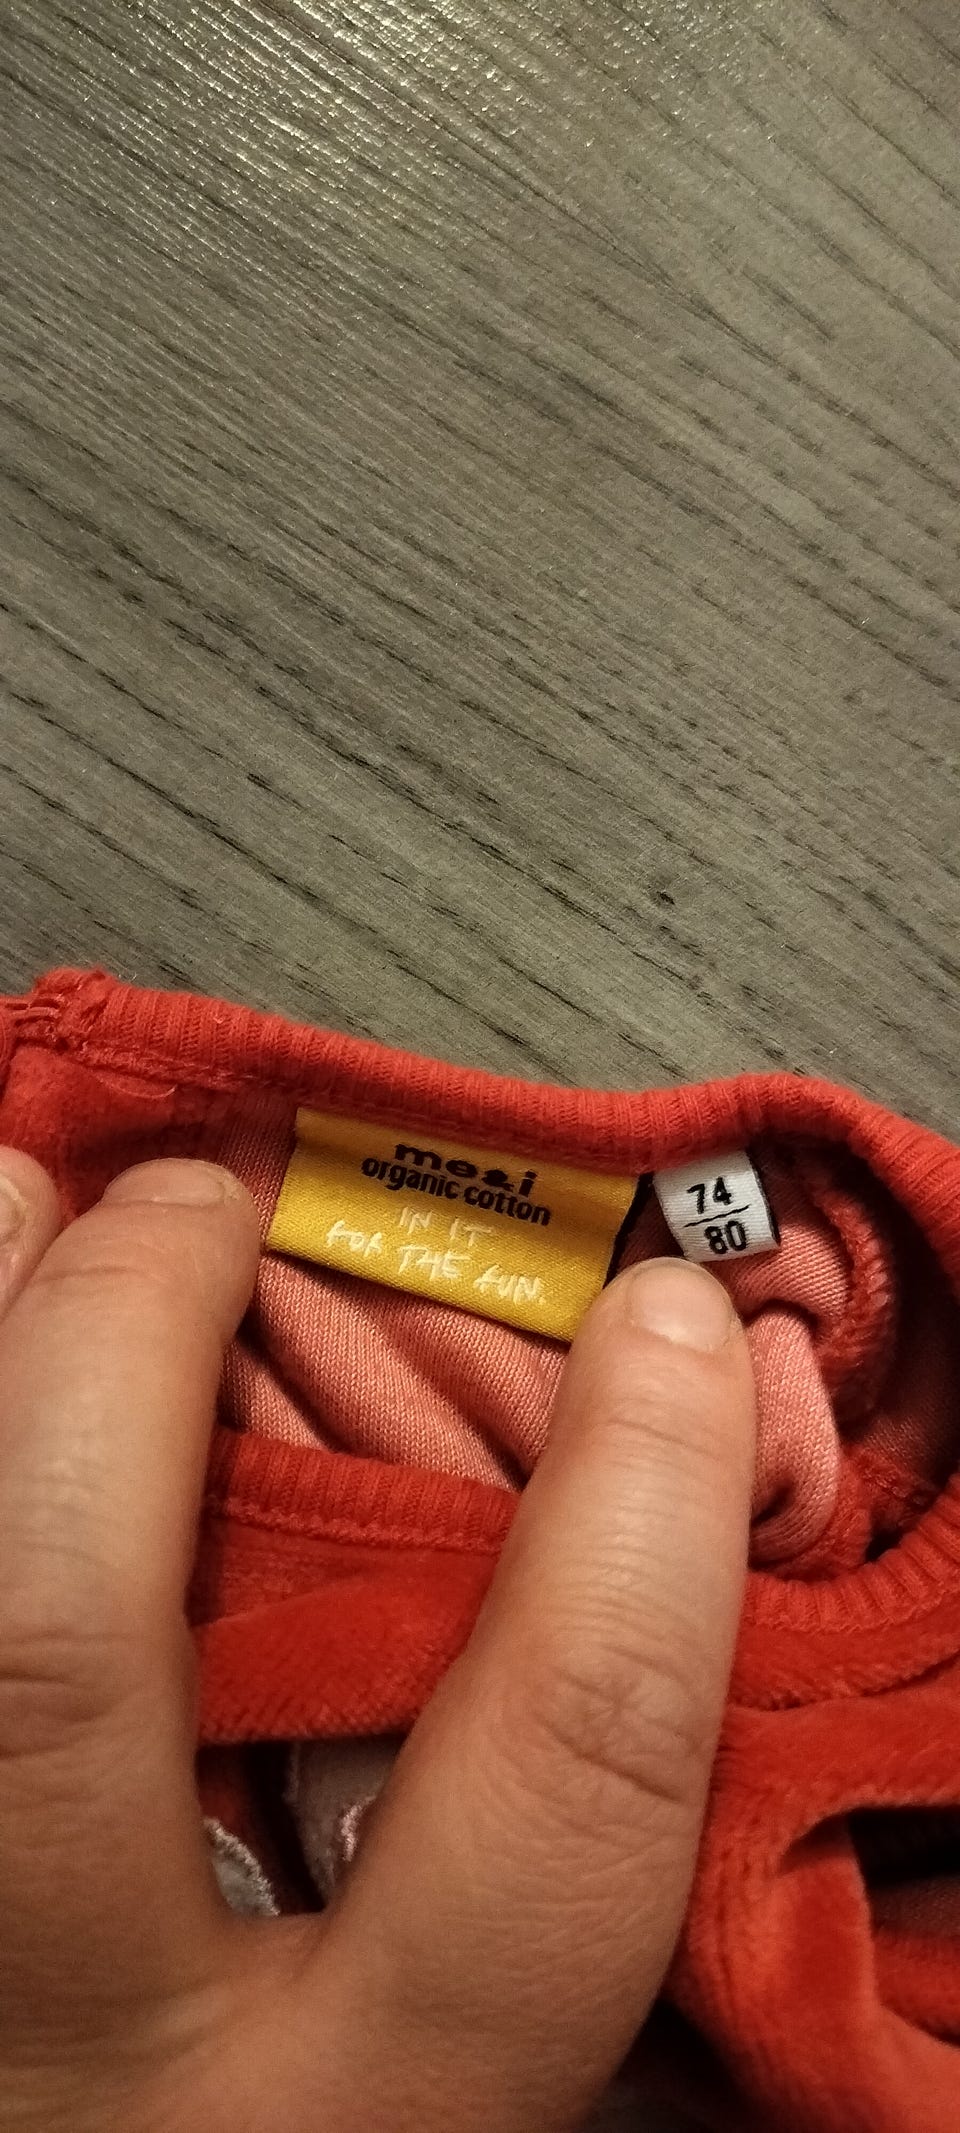 me&i
organic cotton
IN IT
FOR THE FUN.
74
80